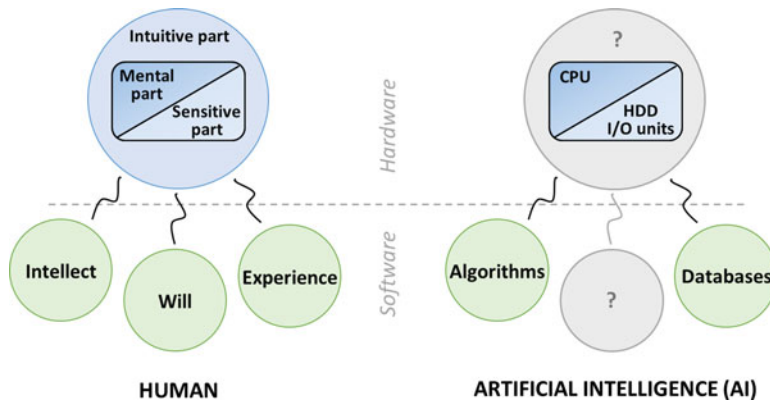 Intuitive part
Mental
part
Sensitive
part
Hardware
?
CPU
HDD
I/O units
Intellect
Will
Experience
Software
Algorithms
?
Databases
HUMAN
ARTIFICIAL INTELLIGENCE (AI)